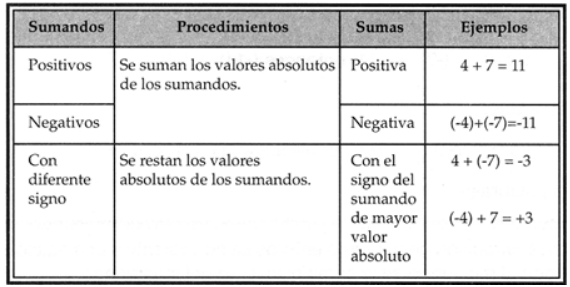 Sumandos Procedimientos Sumas Ejemplos
Positivos Se suman los valores absolutos de los sumandos. Positiva 4 + 7 = 11
Negativos Negativa (-4)+(-7)=-11
Con diferente signo Se restan los valores absolutos de los sumandos. Con el signo del sumando de mayor valor absoluto 4 + (-7) = -3
(-4) + 7 = +3